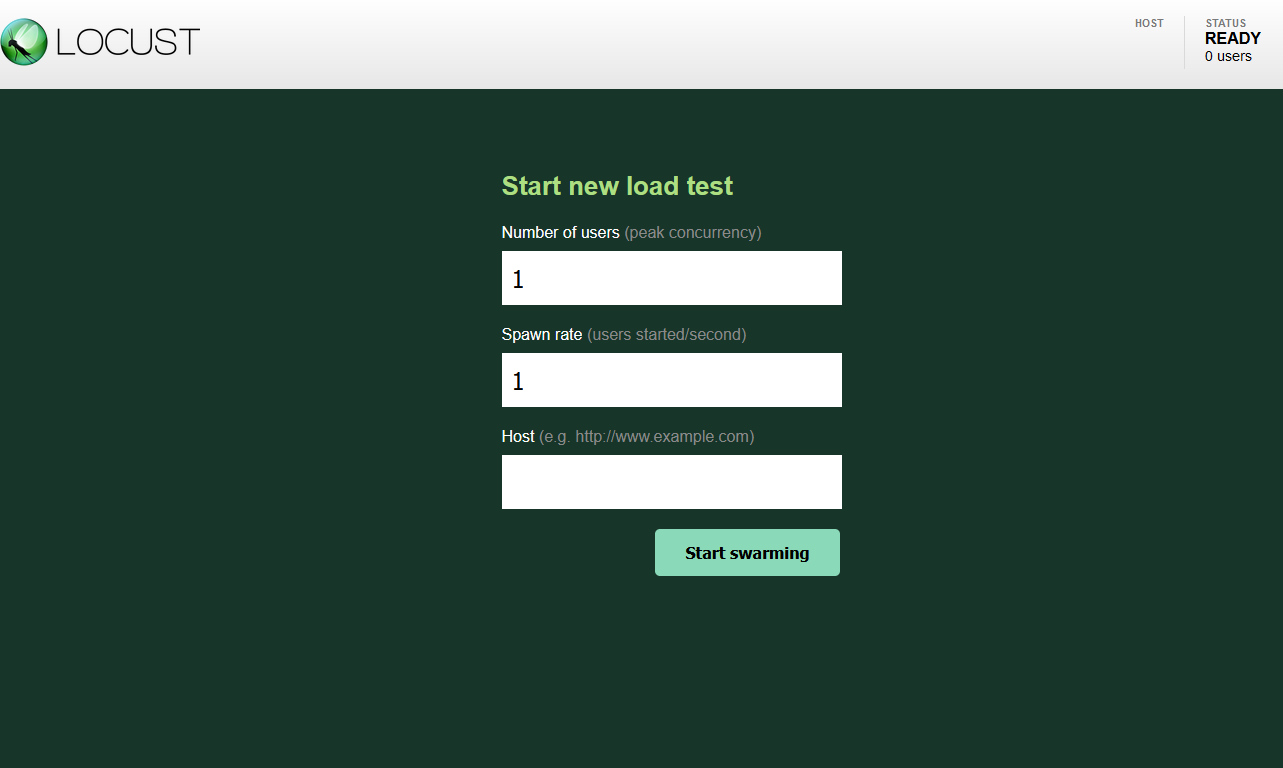 LOCUST
HOST
STATUS
READY
0 users
Start new load test
Number of users (peak concurrency)
1
Spawn rate (users started/second)
1
Host (e.g. http://www.example.com)
Start swarming